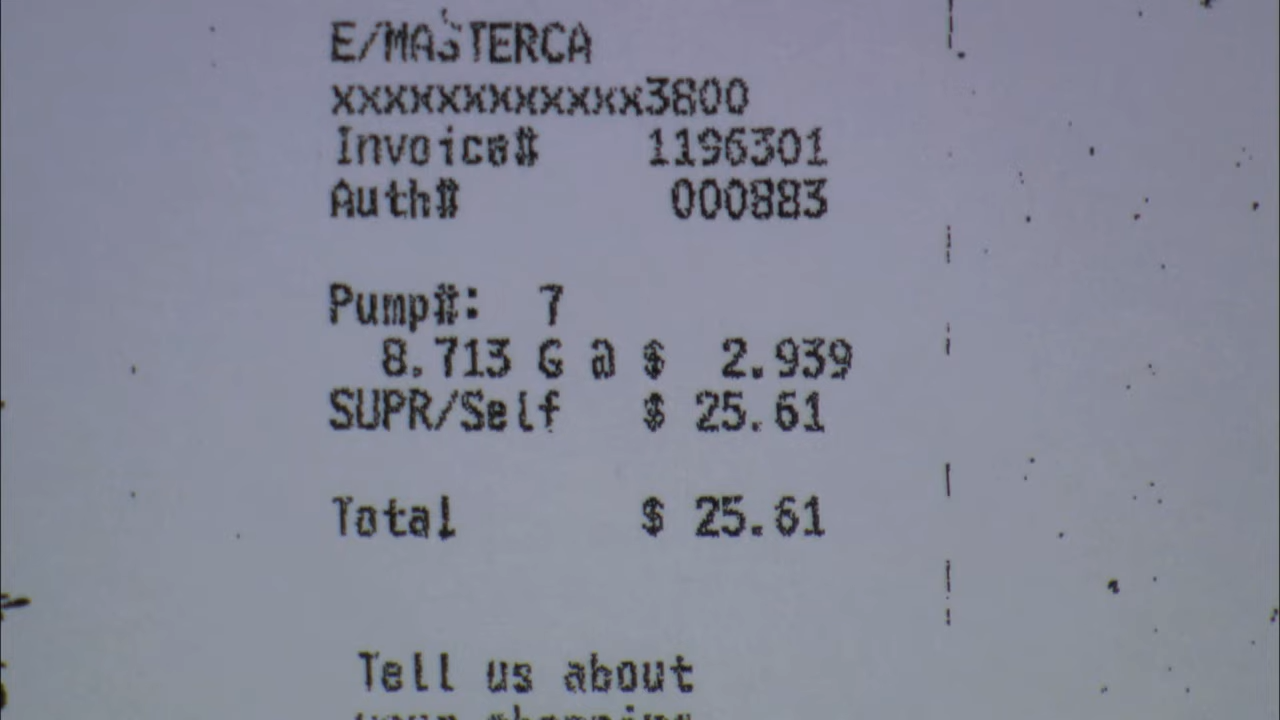 E/MASTERCA
xxxxxxxxxxxx3800
Invoice# 1196301
Auth# 000883
Pump#: 7
8.713 G @ $ 2.939
SUPR/Self $ 25.61
Total $ 25.61
Tell us about